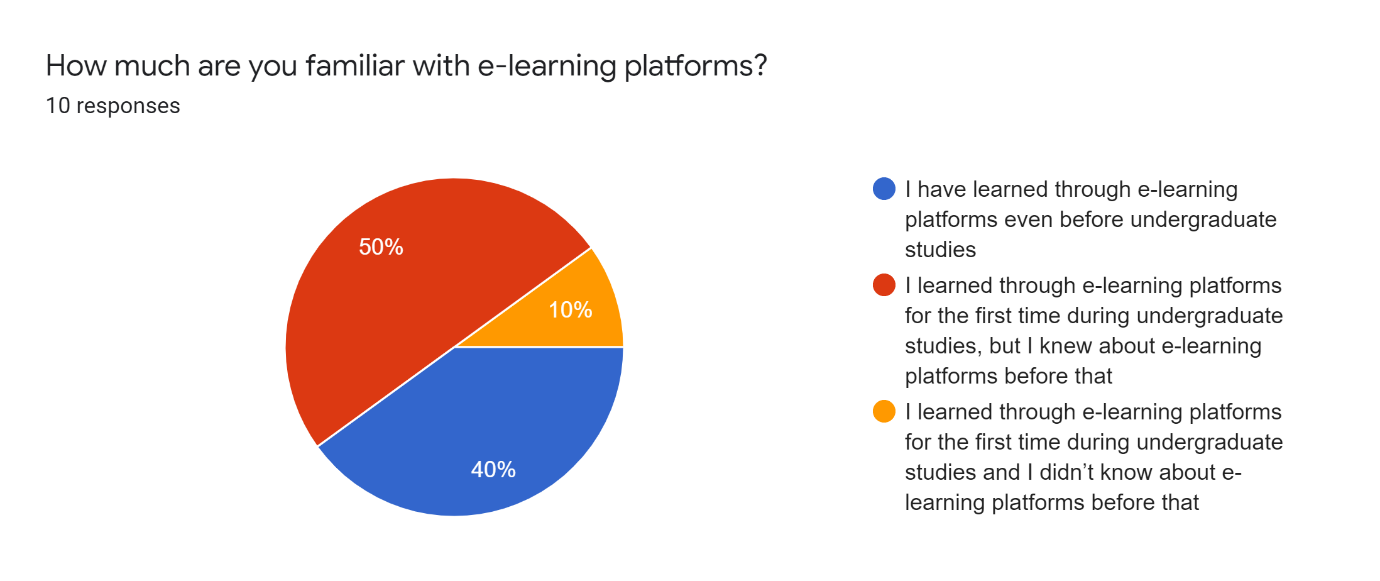 How much are you familiar with e-learning platforms?
10 responses
50%
10%
40%
I have learned through e-learning
platforms even before undergraduate
studies
I learned through e-learning platforms
for the first time during undergraduate
studies, but I knew about e-learning
platforms before that
I learned through e-learning platforms
for the first time during undergraduate
studies and I didn’t know about e-
learning platforms before that